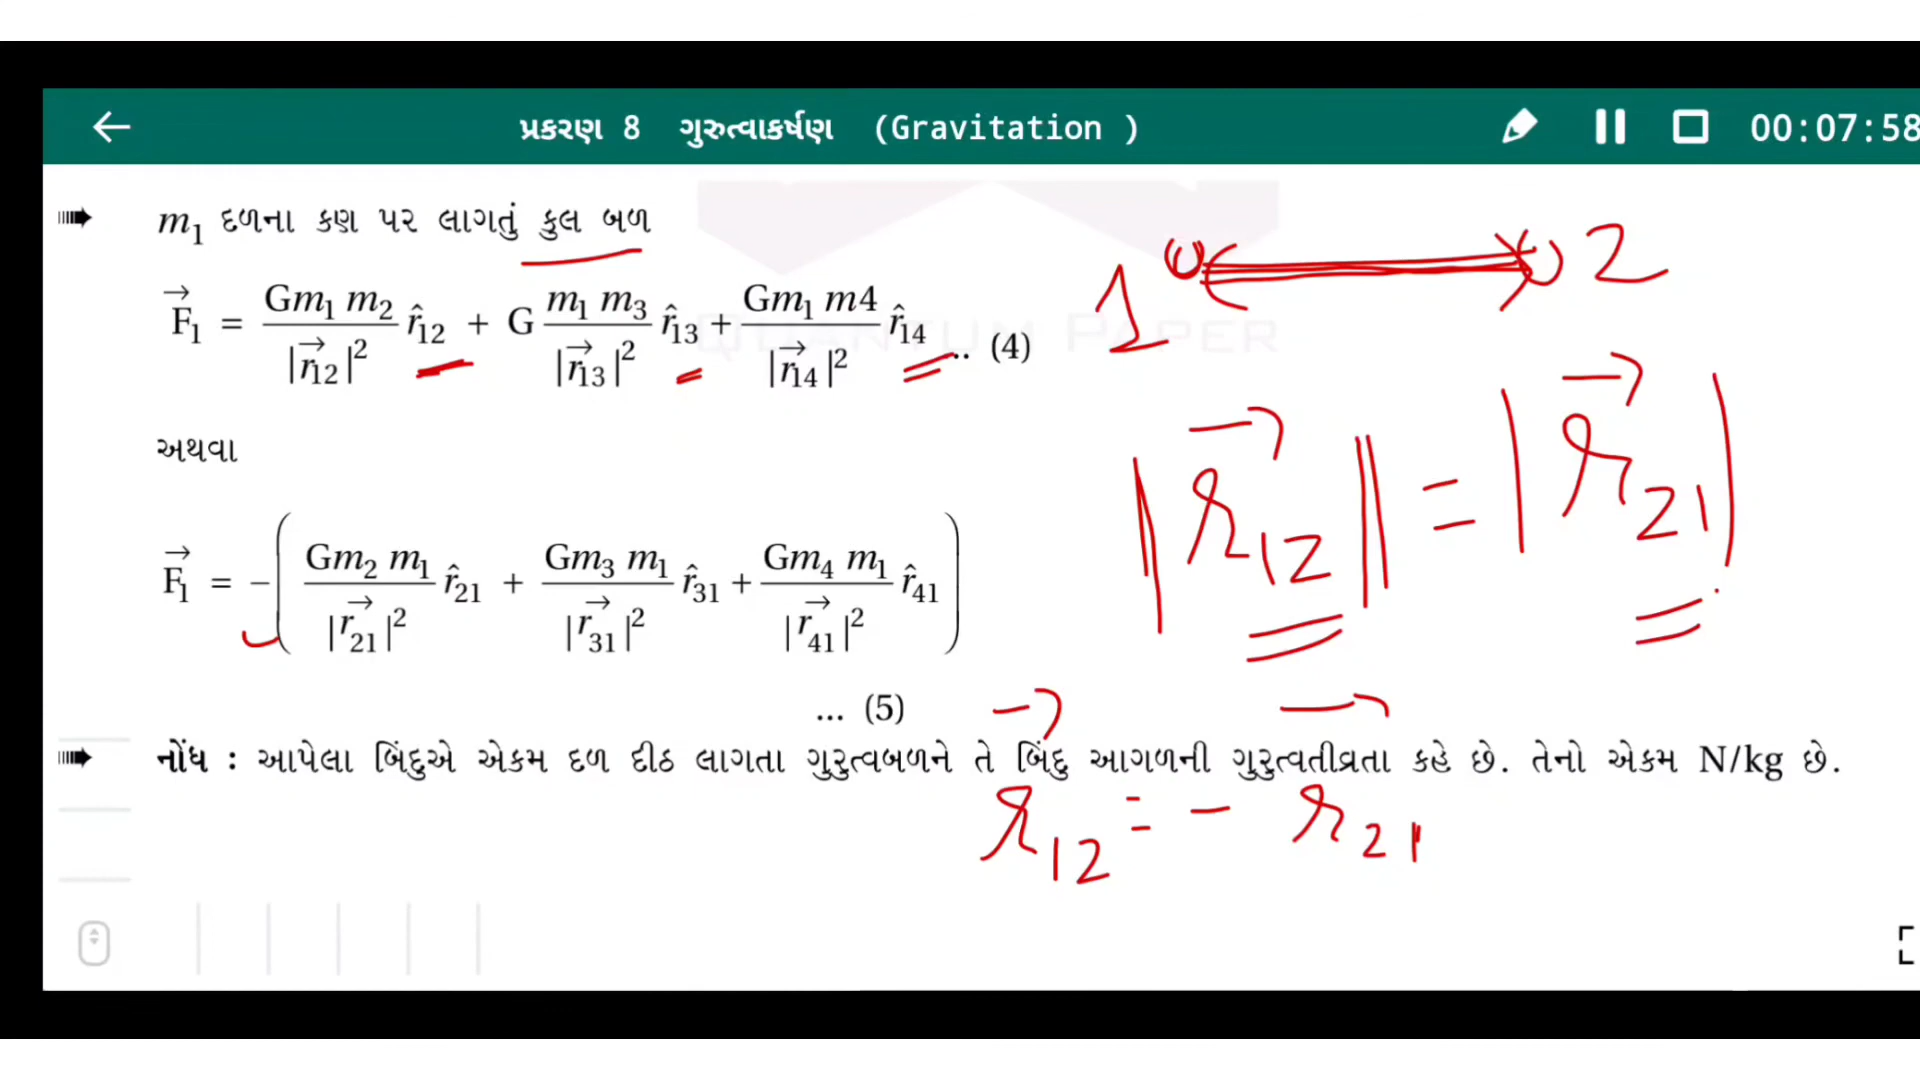 પ્રકરણ 8 ગુરુત્વાકર્ષણ (Gravitation )
00:07:58
m₁ દળના કણ પર લાગતું કુલ બળ
1
2
QUANTUM PAPER
F⃗₁ = Gm₁ m₂ / |r⃗₁₂|² r̂₁₂ + G m₁ m₃ / |r⃗₁₃|² r̂₁₃ + Gm₁ m4 / |r⃗₁₄|² r̂₁₄ .. (4)
અથવા
|r⃗₁₂| = |r⃗₂₁|
F⃗₁ = −( Gm₂ m₁ / |r⃗₂₁|² r̂₂₁ + Gm₃ m₁ / |r⃗₃₁|² r̂₃₁ + Gm₄ m₁ / |r⃗₄₁|² r̂₄₁ )
... (5)
નોંધ : આપેલા બિંદુએ એકમ દળ દીઠ લાગતા ગુરુત્વબળને તે બિંદુ આગળની ગુરુત્વતીવ્રતા કહે છે. તેનો એકમ N/kg છે.
r⃗₁₂ = − r⃗₂₁